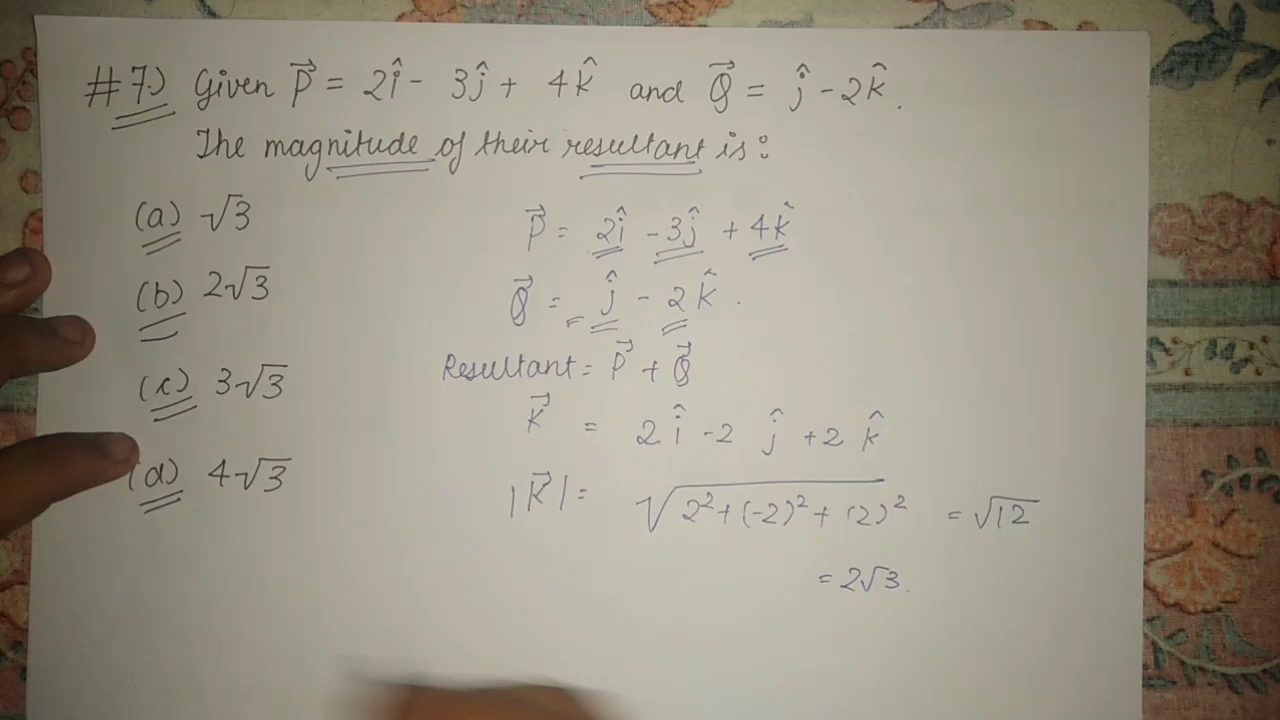 #7.) Given P⃗ = 2î - 3ĵ + 4k̂ and Q⃗ = ĵ - 2k̂.
The magnitude of their resultant is:
(a) √3
(b) 2√3
(c) 3√3
(d) 4√3
P⃗ = 2î - 3ĵ + 4k̂
Q⃗ = ĵ - 2k̂.
Resultant = P⃗ + Q⃗
R⃗ = 2î - 2ĵ + 2k̂
|R⃗| = √2² + (-2)² + (2)² = √12
= 2√3.